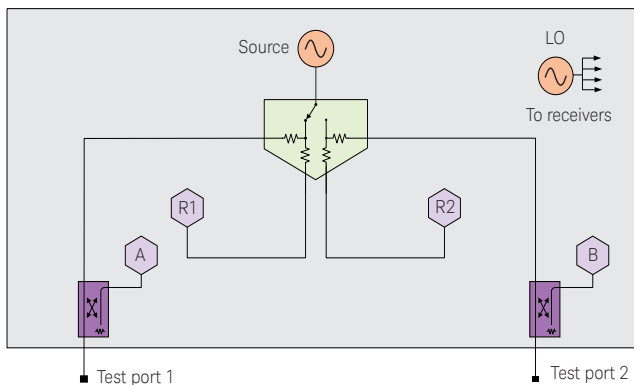 Source
LO
To receivers
R1
R2
A
B
Test port 1
Test port 2